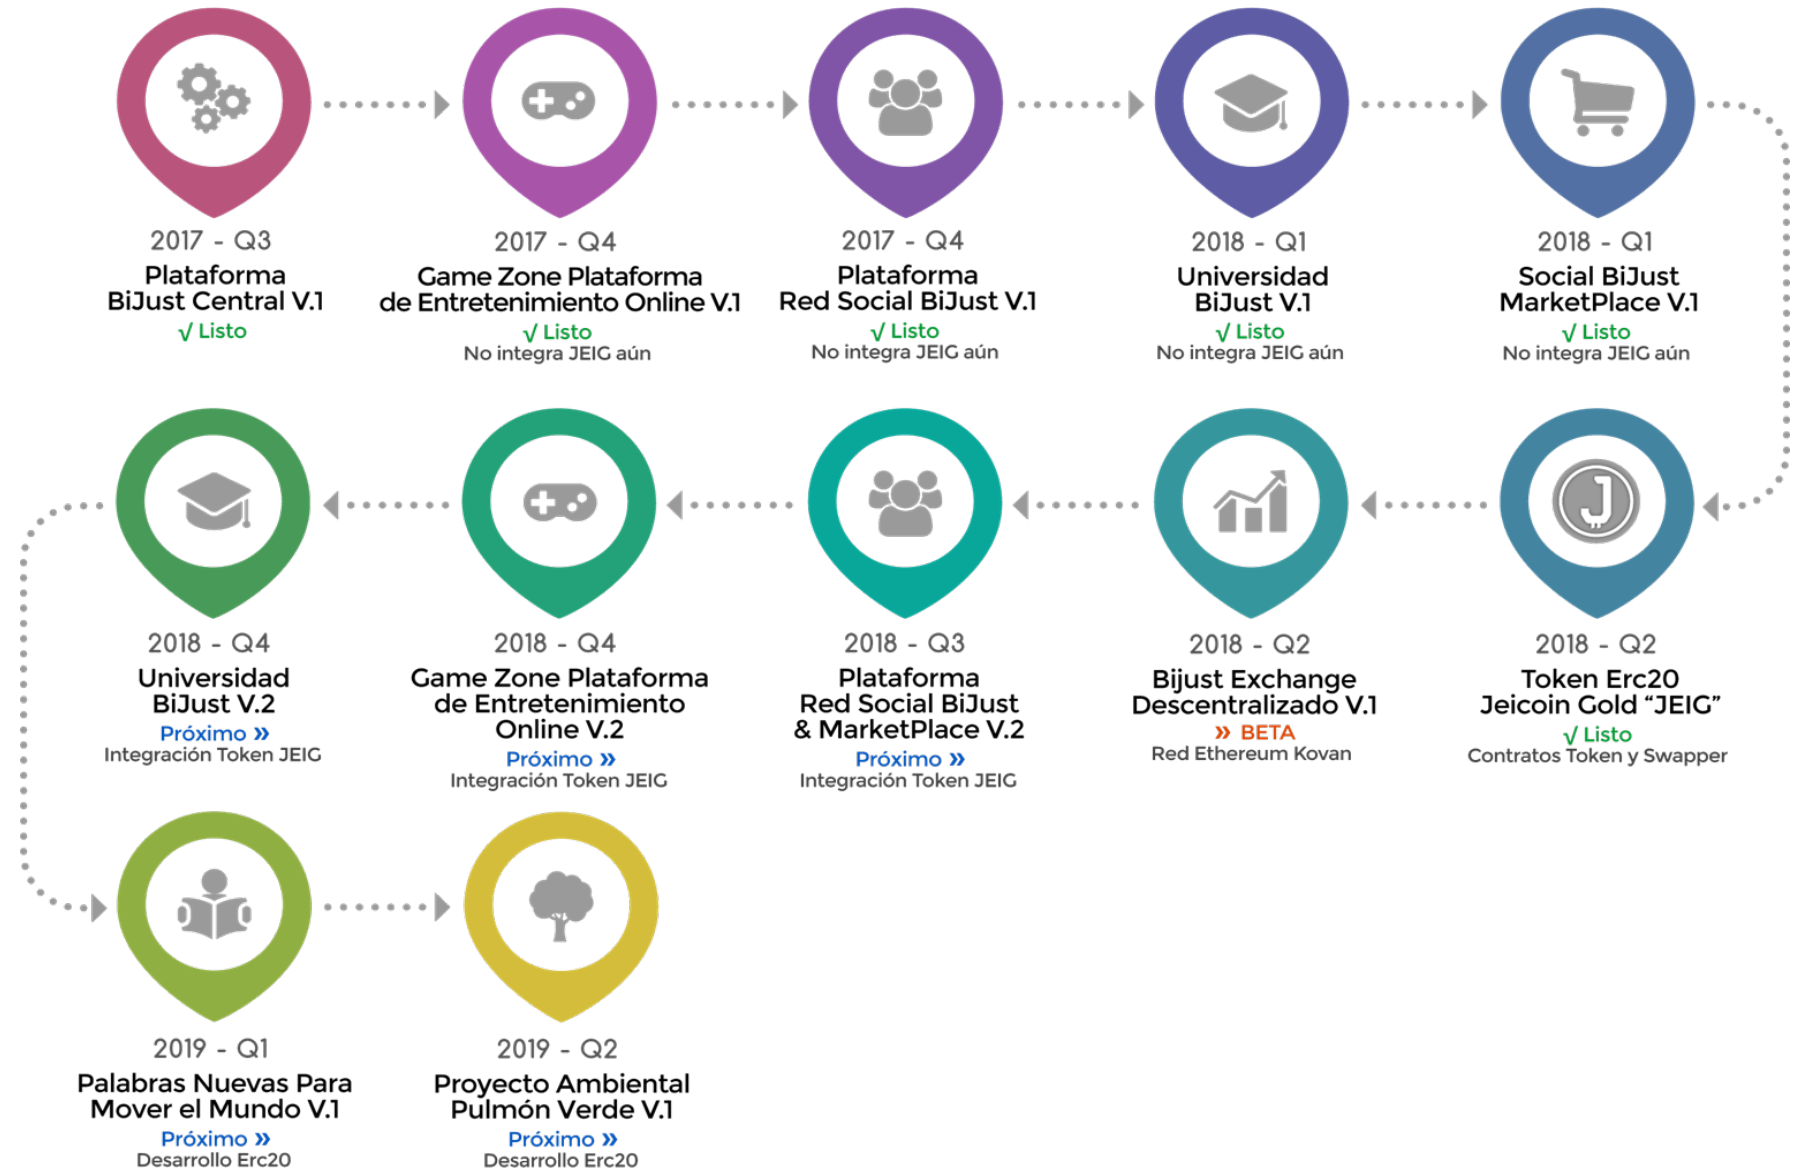 2017 - Q3
Plataforma
BiJust Central V.1
√ Listo
2017 - Q4
Game Zone Plataforma
de Entretenimiento Online V.1
√ Listo
No integra JEIG aún
2017 - Q4
Plataforma
Red Social BiJust V.1
√ Listo
No integra JEIG aún
2018 - Q1
Universidad
BiJust V.1
√ Listo
No integra JEIG aún
2018 - Q1
Social BiJust
MarketPlace V.1
√ Listo
No integra JEIG aún
J
2018 - Q2
Token Erc20
Jeicoin Gold “JEIG”
√ Listo
Contratos Token y Swapper
2018 - Q2
Bijust Exchange
Descentralizado V.1
» BETA
Red Ethereum Kovan
2018 - Q3
Plataforma
Red Social BiJust
& MarketPlace V.2
Próximo »
Integración Token JEIG
2018 - Q4
Game Zone Plataforma
de Entretenimiento
Online V.2
Próximo »
Integración Token JEIG
2018 - Q4
Universidad
BiJust V.2
Próximo »
Integración Token JEIG
2019 - Q1
Palabras Nuevas Para
Mover el Mundo V.1
Próximo »
Desarrollo Erc20
2019 - Q2
Proyecto Ambiental
Pulmón Verde V.1
Próximo »
Desarrollo Erc20